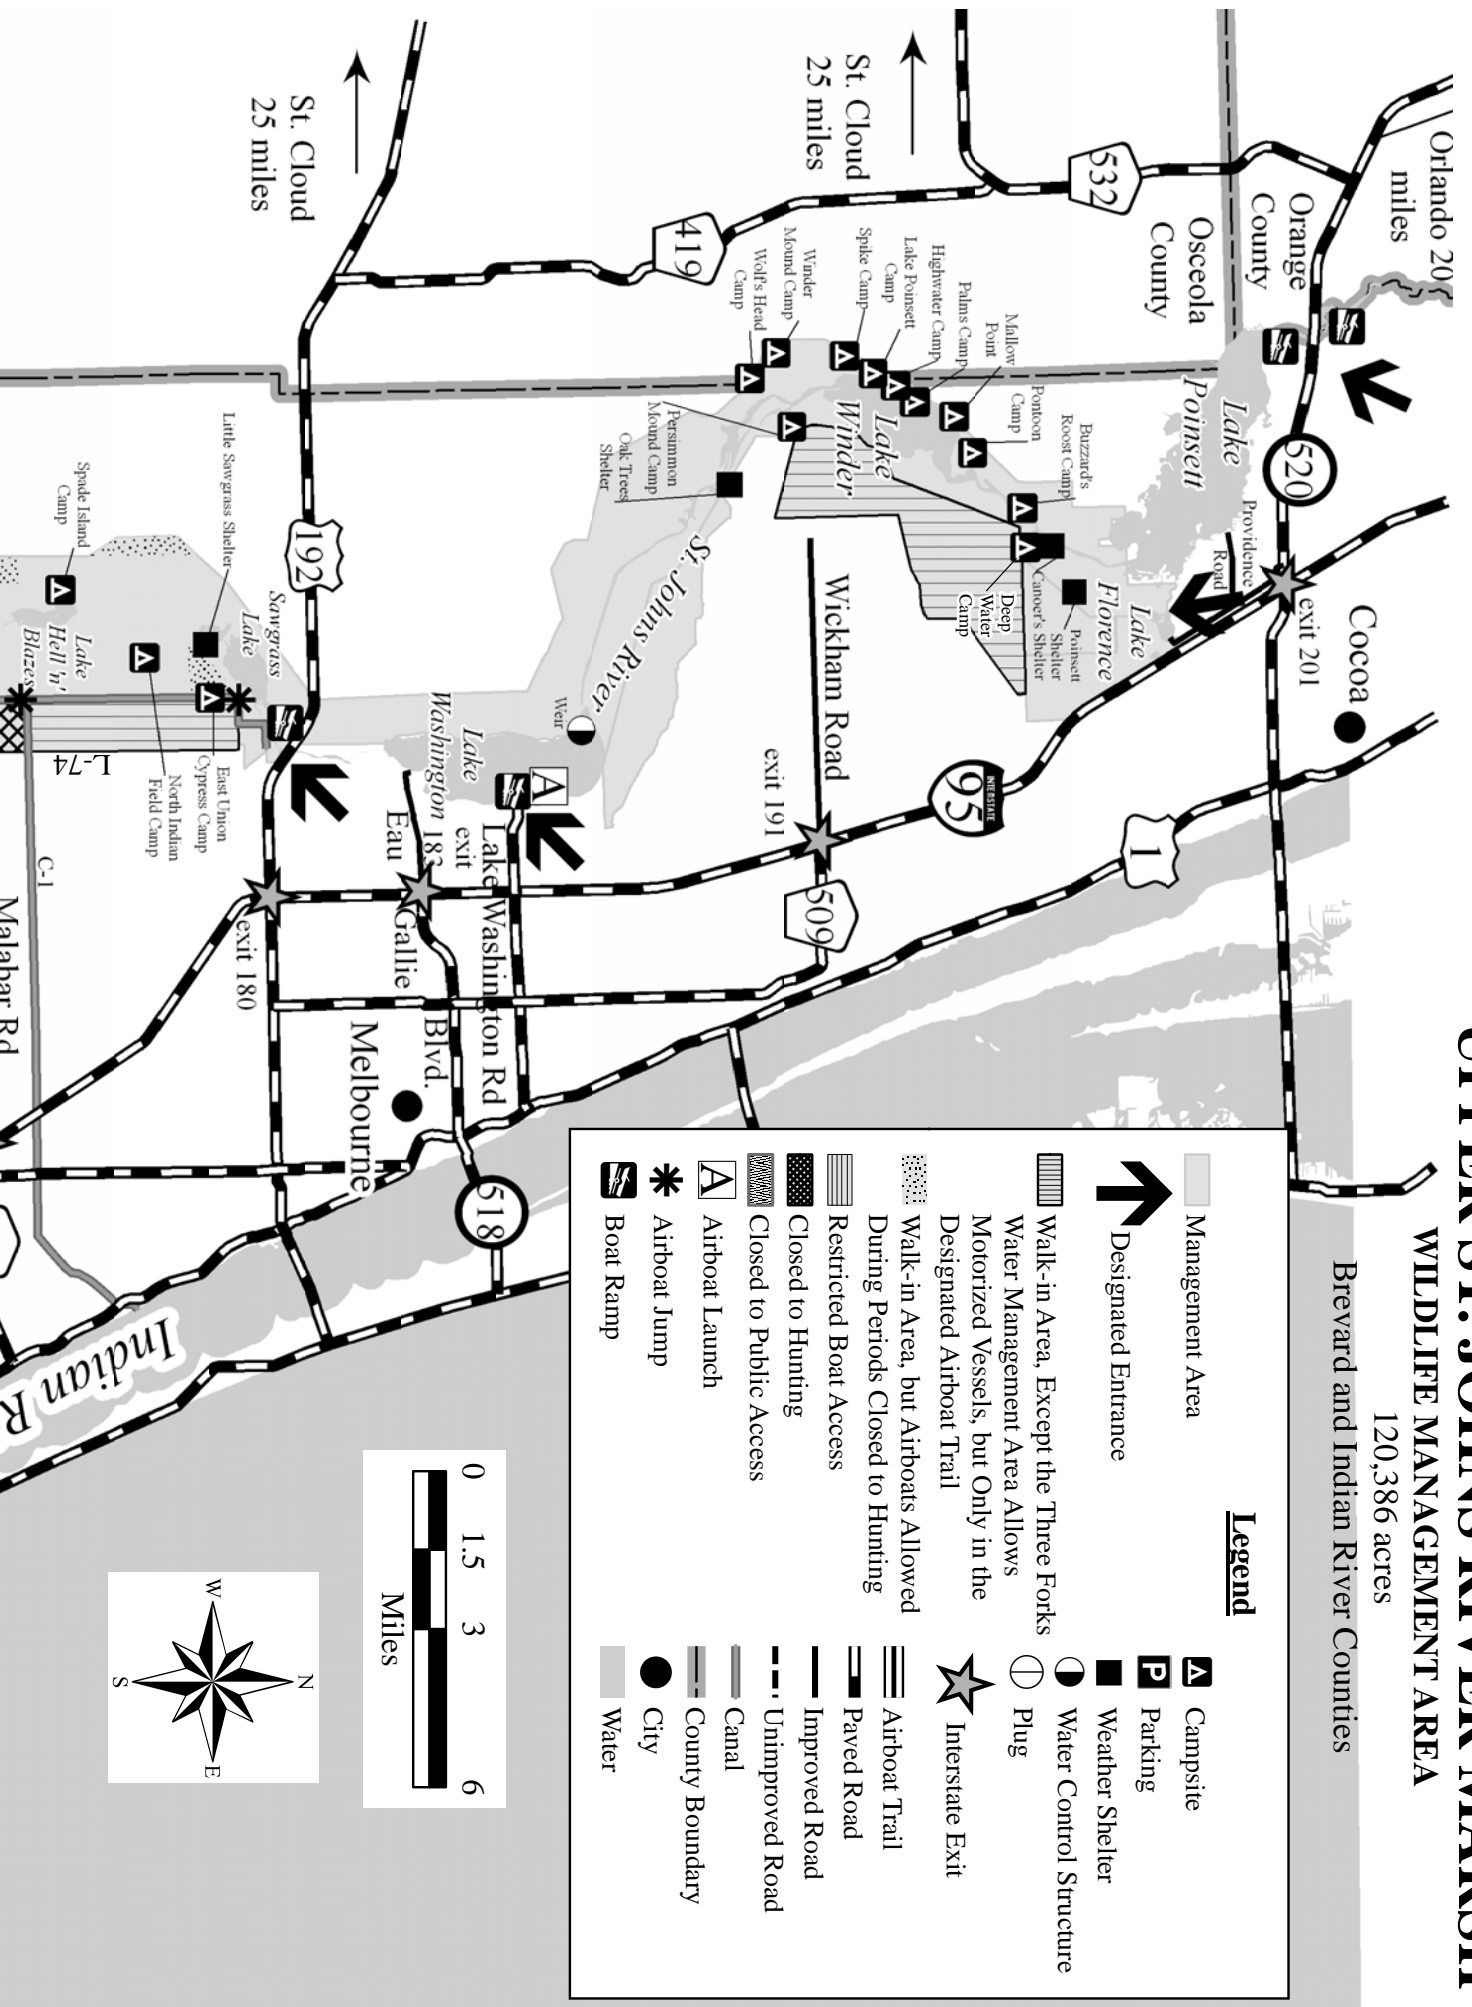 UPPER ST. JOHNS RIVER MARSH
WILDLIFE MANAGEMENT AREA
120,386 acres
Brevard and Indian River Counties
Orlando 20
miles
Orange
County
Osceola
County
532
520
419
St. Cloud
25 miles
St. Cloud
25 miles
Lake
Poinsett
Providence
Road
exit 201
Cocoa
Mallow
Point
Palms Camp
Highwater Camp
Lake Poinsett
Camp
Spike Camp
Winder
Mound Camp
Wolf's Head
Camp
Pontoon
Camp
Buzzard's
Roost Camp
Lake
Winder
Lake
Florence
Poinsett
Shelter
Canoer's Shelter
Deep
Water
Camp
Persimmon
Mound Camp
Oak Trees
Shelter
St. Johns River
Weir
Wickham Road
exit 191
INTERSTATE
95
1
509
A
Lake
Washington
Lake Washington Rd
exit
183
Eau Gallie Blvd.
Melbourne
518
192
Little Sawgrass Shelter
Sawgrass
Lake
Spade Island
Camp
Lake
Hell 'n'
Blazes
East Union
Cypress Camp
North Indian
Field Camp
L-74
C-1
exit 180
Malabar Rd
Indian R
Legend
Management Area
Designated Entrance
Walk-in Area, Except the Three Forks
Water Management Area Allows
Motorized Vessels, but Only in the
Designated Airboat Trail
Walk-in Area, but Airboats Allowed
During Periods Closed to Hunting
Restricted Boat Access
Closed to Hunting
Closed to Public Access
A Airboat Launch
Airboat Jump
Boat Ramp
Campsite
P Parking
Weather Shelter
Water Control Structure
Plug
Interstate Exit
Airboat Trail
Paved Road
Improved Road
Unimproved Road
Canal
County Boundary
City
Water
0 1.5 3 6
Miles
N
W E
S